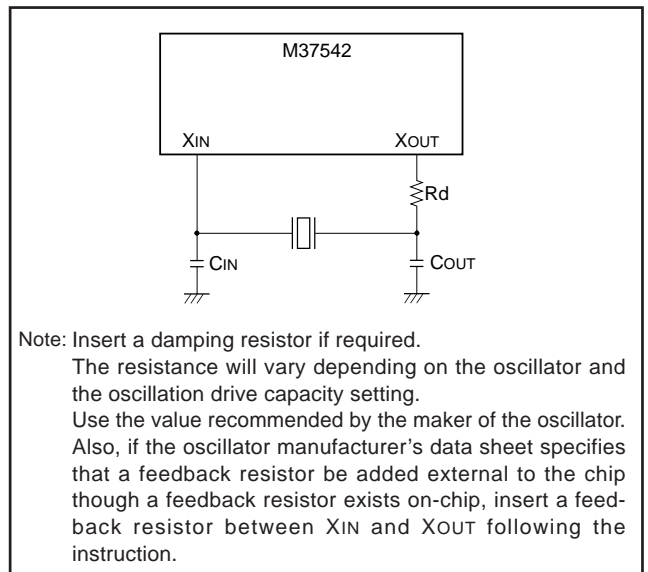 M37542
XIN
XOUT
Rd
CIN
COUT
Note: Insert a damping resistor if required.
The resistance will vary depending on the oscillator and
the oscillation drive capacity setting.
Use the value recommended by the maker of the oscillator.
Also, if the oscillator manufacturer's data sheet specifies
that a feedback resistor be added external to the chip
though a feedback resistor exists on-chip, insert a feed-
back resistor between XIN and XOUT following the
instruction.